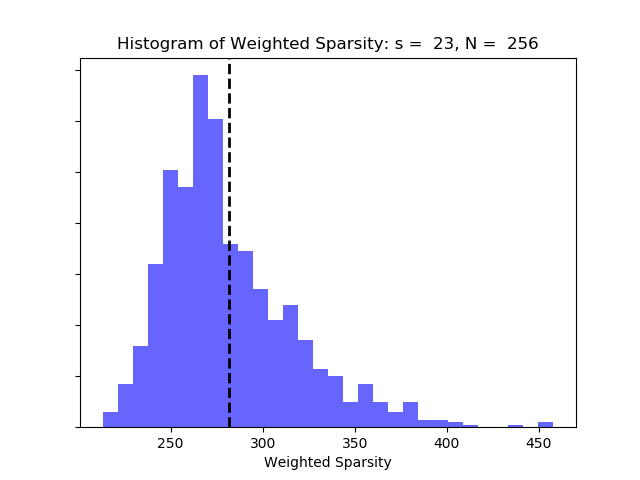 Histogram of Weighted Sparsity: s =  23, N =  256
250 300 350 400 450
Weighted Sparsity